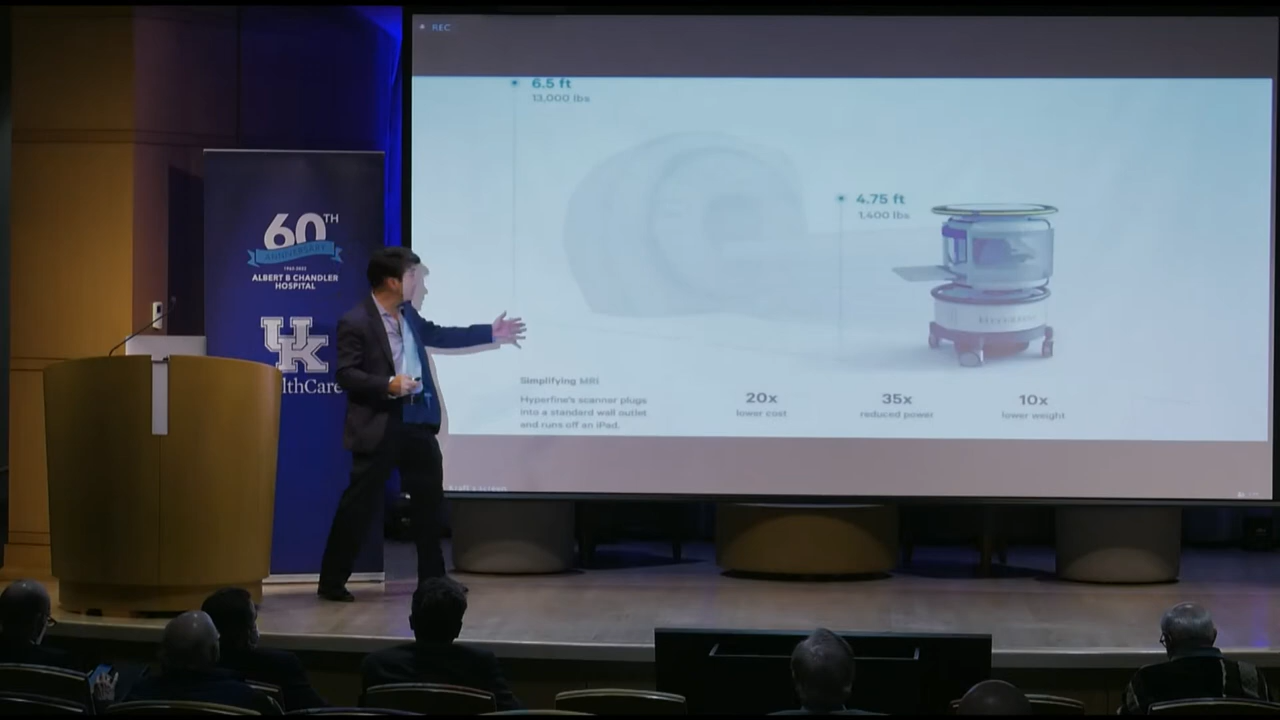 REC
6.5 ft
13,000 lbs
4.75 ft
1,400 lbs
Simplifying MRI
Hyperfine's scanner plugs
into a standard wall outlet
and runs off an iPad.
20x
lower cost
35x
reduced power
10x
lower weight
60TH
ANNIVERSARY
ALBERT B CHANDLER
HOSPITAL
UK
lthCare